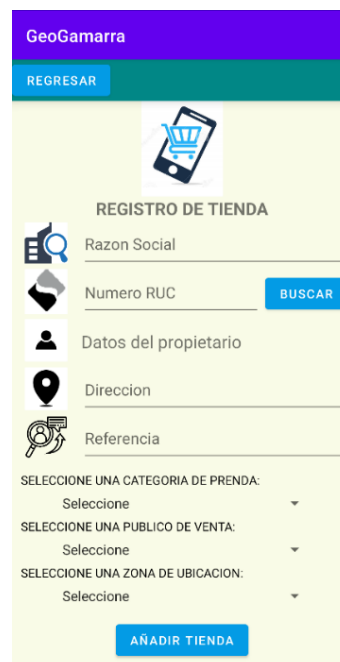 GeoGamarra
REGRESAR
REGISTRO DE TIENDA
Razon Social
Numero RUC
BUSCAR
Datos del propietario
Direccion
Referencia
SELECCIONE UNA CATEGORIA DE PRENDA:
Seleccione
SELECCIONE UNA PUBLICO DE VENTA:
Seleccione
SELECCIONE UNA ZONA DE UBICACION:
Seleccione
AÑADIR TIENDA